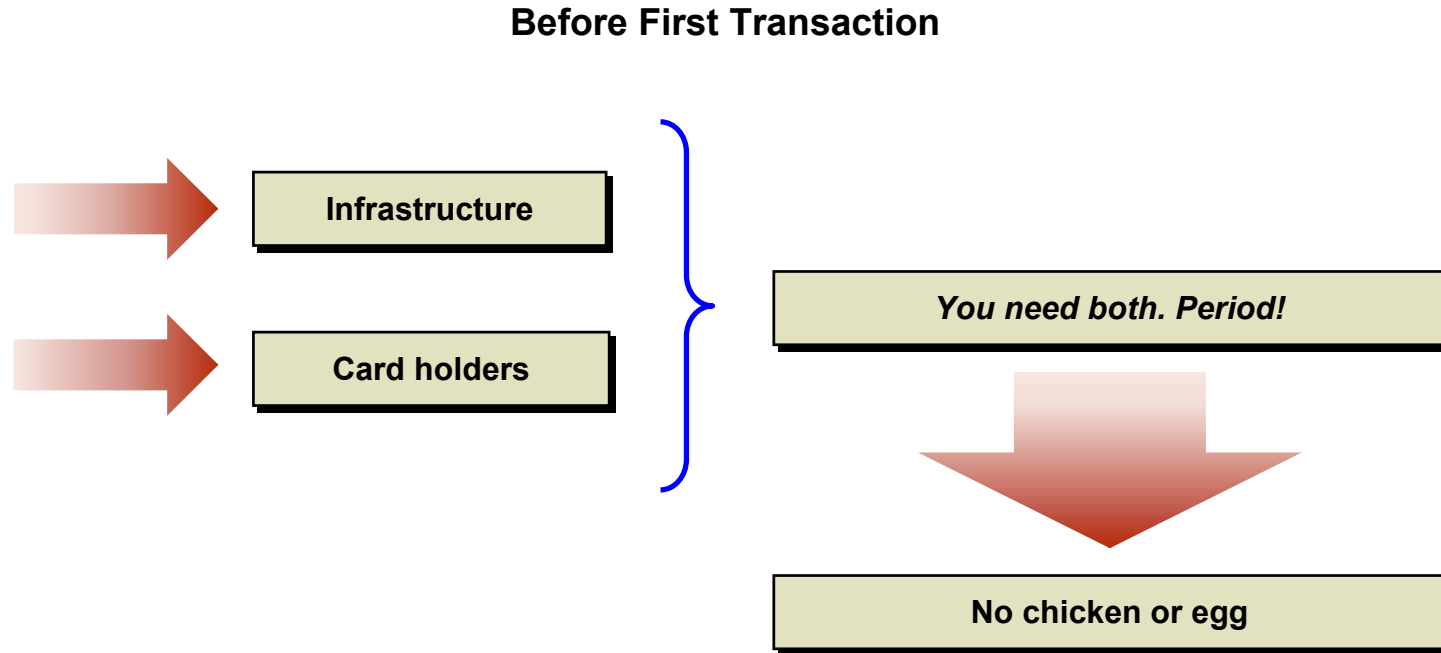 Before First Transaction
Infrastructure
Card holders
You need both. Period!
No chicken or egg